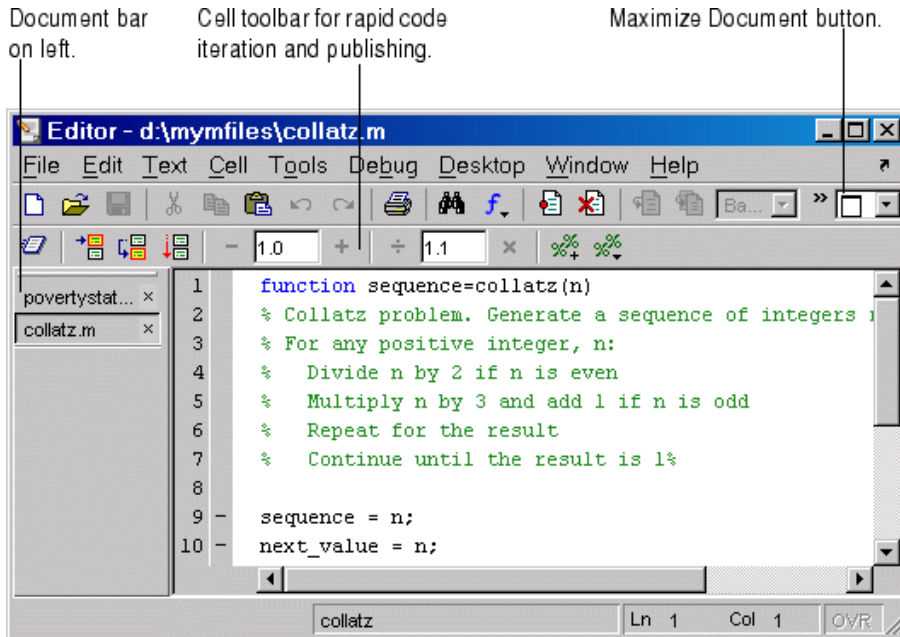 Document bar
on left.
Cell toolbar for rapid code
iteration and publishing.
Maximize Document button.
Editor - d:\mymfiles\collatz.m
File Edit Text Cell Tools Debug Desktop Window Help
Ba...
1.0
1.1
povertystat...
collatz.m
1 function sequence=collatz(n)
2 % Collatz problem. Generate a sequence of integers
3 % For any positive integer, n:
4 %   Divide n by 2 if n is even
5 %   Multiply n by 3 and add 1 if n is odd
6 %   Repeat for the result
7 %   Continue until the result is 1%
8
9 - sequence = n;
10 - next_value = n;
collatz Ln 1 Col 1 OVR